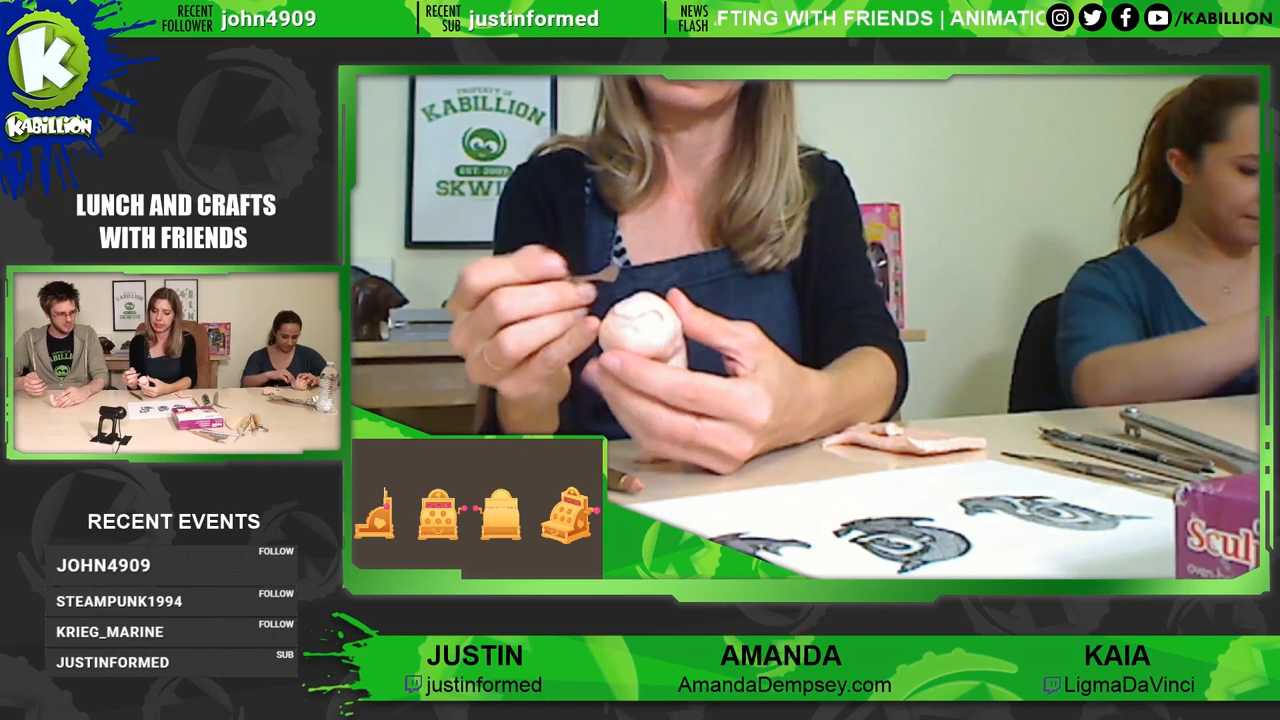 RECENT
FOLLOWER
john4909
RECENT
SUB
justinformed
NEWS
FLASH
FTING WITH FRIENDS | ANIMATIC
/KABILLION
K
KABILLION
LUNCH AND CRAFTS
WITH FRIENDS
RECENT EVENTS
JOHN4909 FOLLOW
STEAMPUNK1994 FOLLOW
KRIEG_MARINE FOLLOW
JUSTINFORMED SUB
PROPERTY OF
KABILLION
EST. 2007
SKWI
Scul
JUSTIN
justinformed
AMANDA
AmandaDempsey.com
KAIA
LigmaDaVinci